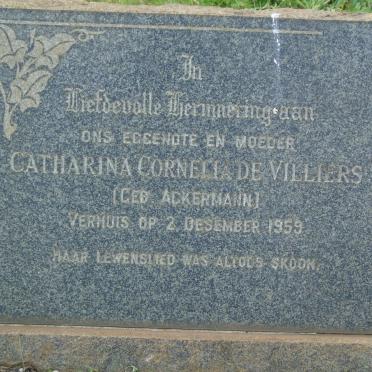 In
Liefdevolle Herinnering aan
ONS EGGENOTE EN MOEDER
CATHARINA CORNELIA DE VILLIERS
(GEB ACKERMANN)
VERHUIS OP 2 DESEMBER 1959
HAAR LEWENSLIED WAS ALTOOS SKOON.